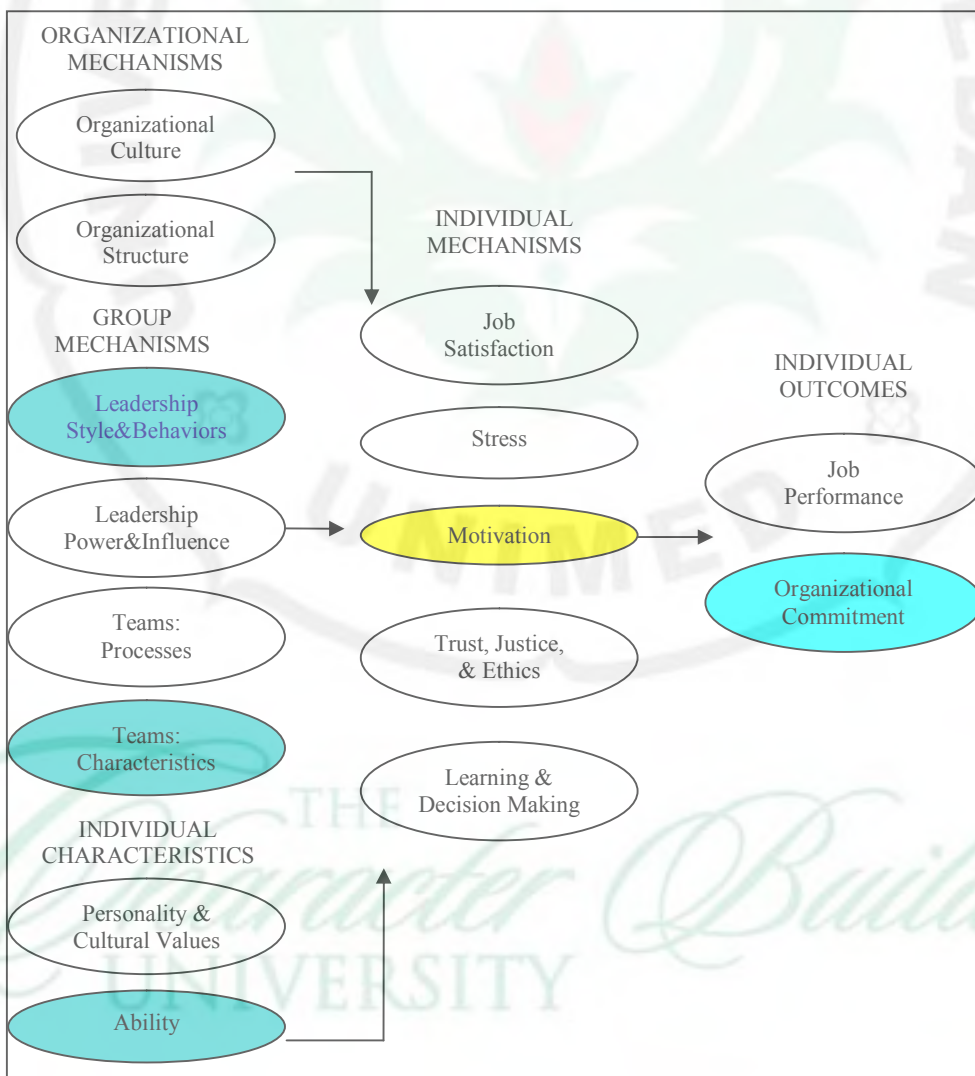 ORGANIZATIONAL
MECHANISMS
Organizational
Culture
Organizational
Structure
GROUP
MECHANISMS
Leadership
Style&Behaviors
Leadership
Power&Influence
Teams:
Processes
Teams:
Characteristics
INDIVIDUAL
CHARACTERISTICS
Personality &
Cultural Values
Ability
INDIVIDUAL
MECHANISMS
Job
Satisfaction
Stress
Motivation
Trust, Justice,
& Ethics
Learning &
Decision Making
INDIVIDUAL
OUTCOMES
Job
Performance
Organizational
Commitment
UNIMED
THE
Character Buildi
UNIVERSITY